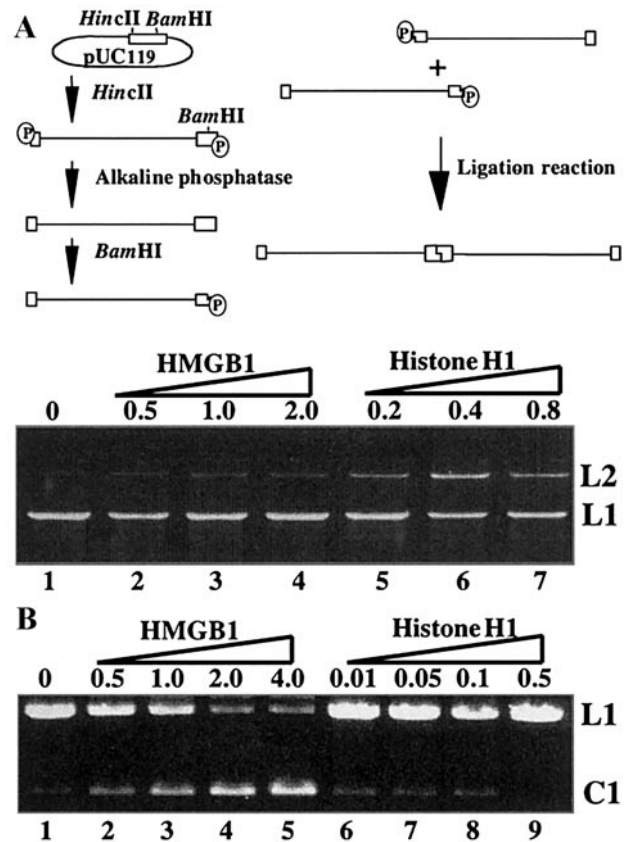 A
HincII BamHI
pUC119
HincII
BamHI
P
P
Alkaline phosphatase
BamHI
P
P
+
P
Ligation reaction
HMGB1 Histone H1
0 0.5 1.0 2.0 0.2 0.4 0.8
L2
L1
1 2 3 4 5 6 7
B
HMGB1 Histone H1
0 0.5 1.0 2.0 4.0 0.01 0.05 0.1 0.5
L1
C1
1 2 3 4 5 6 7 8 9